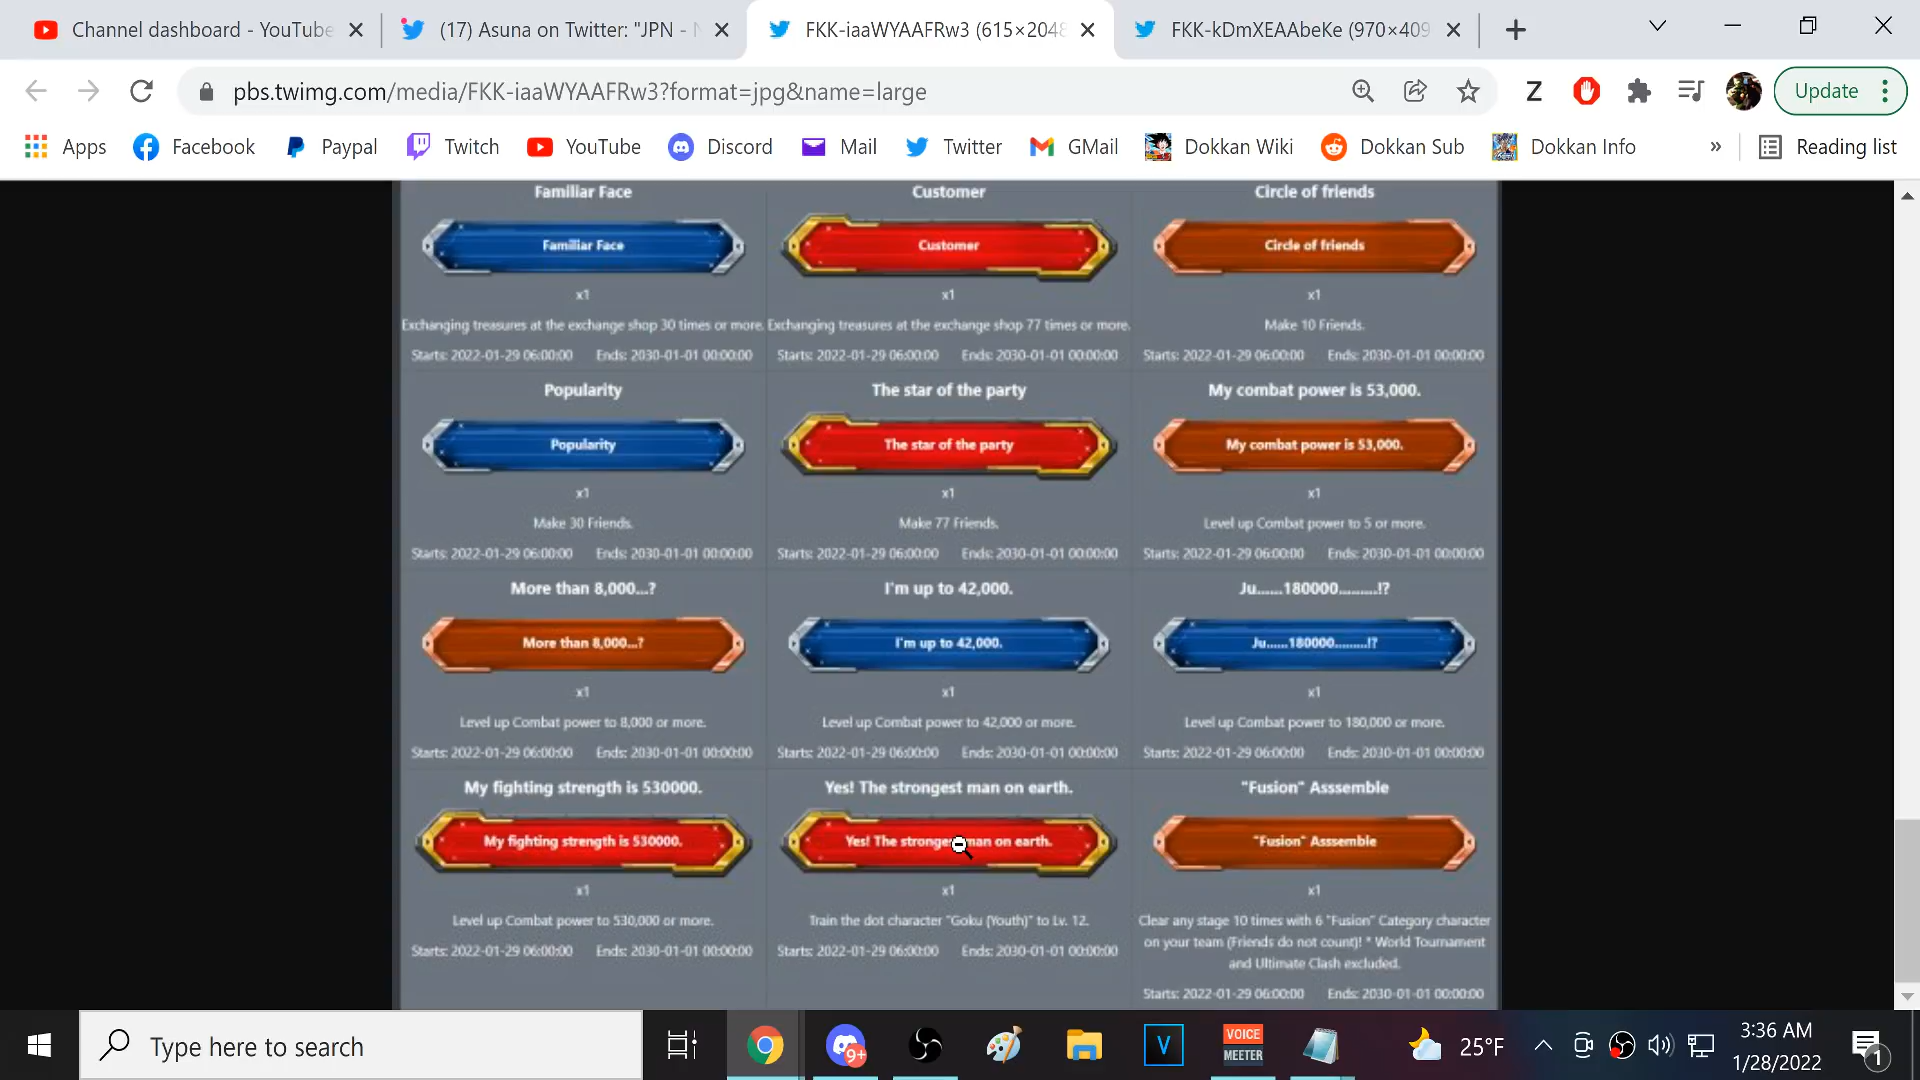 Channel dashboard - YouTube
(17) Asuna on Twitter: "JPN - N
FKK-iaaWYAAFRw3 (615×2048
FKK-kDmXEAAbeKe (970×409
pbs.twimg.com/media/FKK-iaaWYAAFRw3?format=jpg&name=large
Z
Update
Apps
Facebook
Paypal
Twitch
YouTube
Discord
Mail
Twitter
GMail
Dokkan Wiki
Dokkan Sub
Dokkan Info
»
Reading list
Familiar Face
Customer
Circle of friends
Familiar Face
Customer
Circle of friends
x1
x1
x1
Exchanging treasures at the exchange shop 30 times or more.
Exchanging treasures at the exchange shop 77 times or more.
Make 10 Friends.
Starts: 2022-01-29 06:00:00 Ends: 2030-01-01 00:00:00
Starts: 2022-01-29 06:00:00 Ends: 2030-01-01 00:00:00
Starts: 2022-01-29 06:00:00 Ends: 2030-01-01 00:00:00
Popularity
The star of the party
My combat power is 53,000.
Popularity
The star of the party
My combat power is 53,000.
x1
x1
x1
Make 30 Friends.
Make 77 Friends.
Level up Combat power to 5 or more.
Starts: 2022-01-29 06:00:00 Ends: 2030-01-01 00:00:00
Starts: 2022-01-29 06:00:00 Ends: 2030-01-01 00:00:00
Starts: 2022-01-29 06:00:00 Ends: 2030-01-01 00:00:00
More than 8,000...?
I'm up to 42,000.
Ju......180000.........!?
More than 8,000...?
I'm up to 42,000.
Ju......180000.........!?
x1
x1
x1
Level up Combat power to 8,000 or more.
Level up Combat power to 42,000 or more.
Level up Combat power to 180,000 or more.
Starts: 2022-01-29 06:00:00 Ends: 2030-01-01 00:00:00
Starts: 2022-01-29 06:00:00 Ends: 2030-01-01 00:00:00
Starts: 2022-01-29 06:00:00 Ends: 2030-01-01 00:00:00
My fighting strength is 530000.
Yes! The strongest man on earth.
"Fusion" Asssemble
My fighting strength is 530000.
Yes! The strongest man on earth.
"Fusion" Asssemble
x1
x1
x1
Level up Combat power to 530,000 or more.
Train the dot character "Goku (Youth)" to Lv. 12.
Clear any stage 10 times with 6 "Fusion" Category character
on your team (Friends do not count)! * World Tournament
and Ultimate Clash excluded.
Starts: 2022-01-29 06:00:00 Ends: 2030-01-01 00:00:00
Starts: 2022-01-29 06:00:00 Ends: 2030-01-01 00:00:00
Starts: 2022-01-29 06:00:00 Ends: 2030-01-01 00:00:00
Type here to search
9+
V
VOICE
MEETER
25°F
3:36 AM
1/28/2022
1